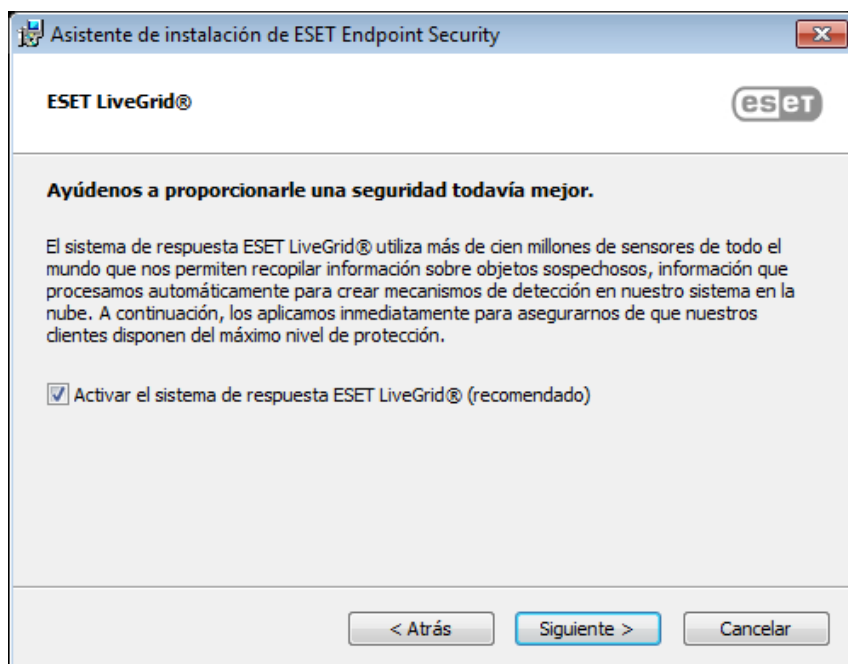 Asistente de instalación de ESET Endpoint Security
ESET LiveGrid®
eseT
Ayúdenos a proporcionarle una seguridad todavía mejor.
El sistema de respuesta ESET LiveGrid® utiliza más de cien millones de sensores de todo el
mundo que nos permiten recopilar información sobre objetos sospechosos, información que
procesamos automáticamente para crear mecanismos de detección en nuestro sistema en la
nube. A continuación, los aplicamos inmediatamente para asegurarnos de que nuestros
clientes disponen del máximo nivel de protección.
Activar el sistema de respuesta ESET LiveGrid® (recomendado)
< Atrás Siguiente > Cancelar